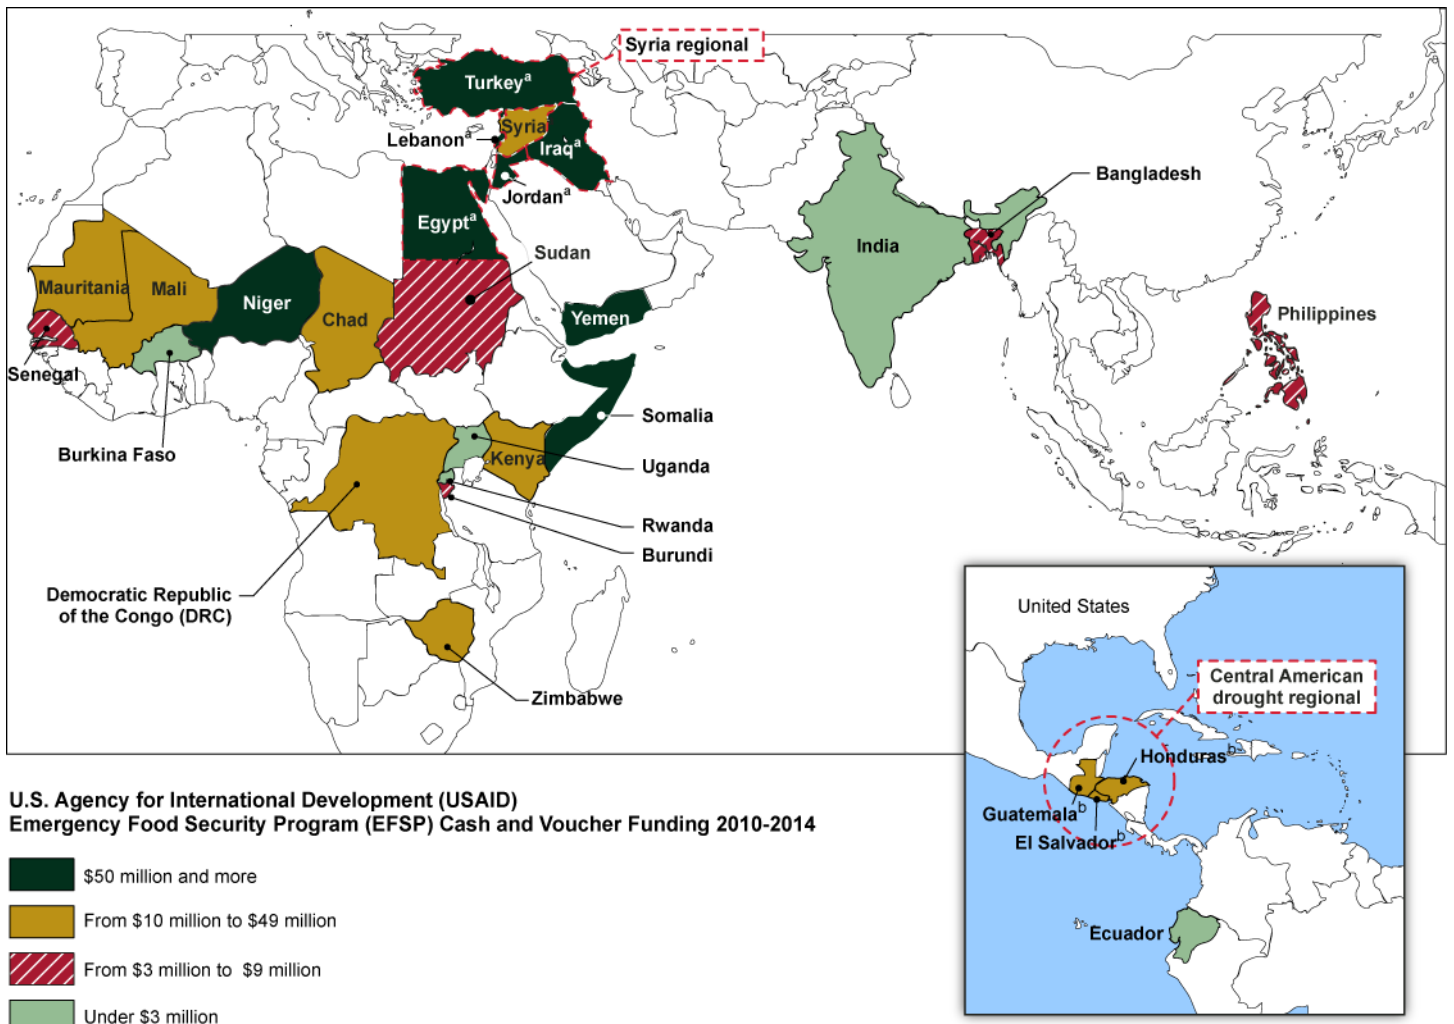 Syria regional
Turkeyª
Lebanonª
Syria
Iraqª
Jordanª
Egyptª
Bangladesh
Sudan
India
Mauritania
Mali
Niger
Chad
Yemen
Philippines
Senegal
Somalia
Burkina Faso
Kenya
Uganda
Rwanda
Burundi
Democratic Republic
of the Congo (DRC)
Zimbabwe
United States
Central American
drought regional
Hondurasᵇ
Guatemalaᵇ
El Salvadorᵇ
Ecuador
U.S. Agency for International Development (USAID)
Emergency Food Security Program (EFSP) Cash and Voucher Funding 2010-2014
$50 million and more
From $10 million to $49 million
From $3 million to $9 million
Under $3 million